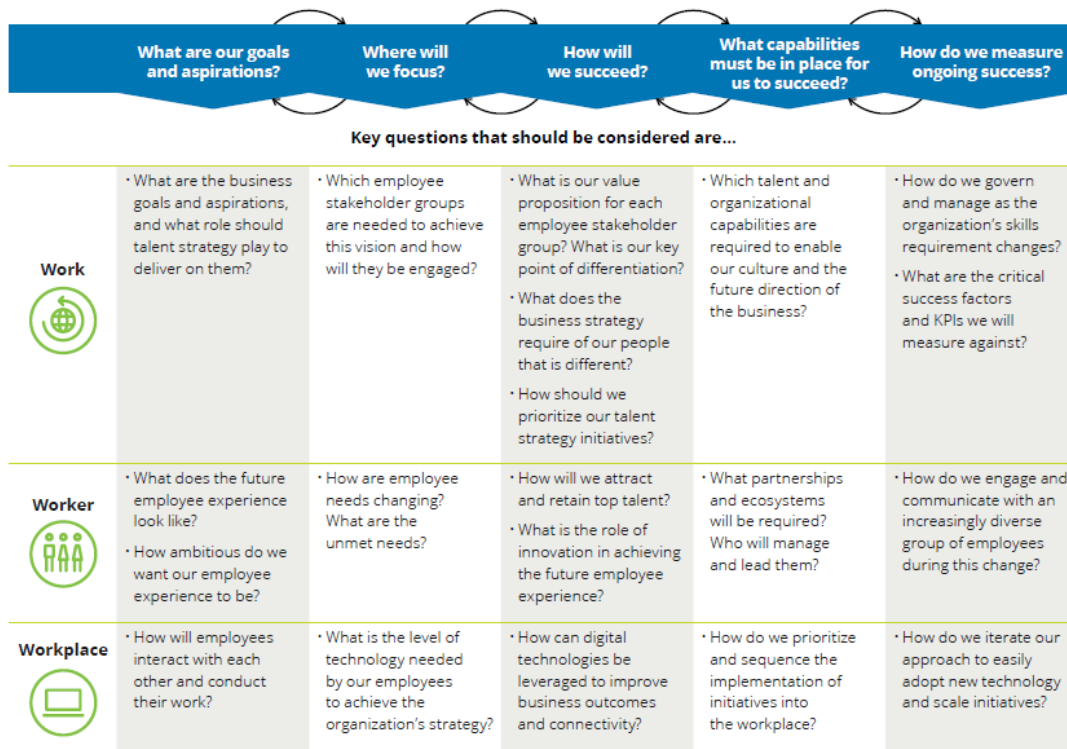 What are our goals
and aspirations?
Where will
we focus?
How will
we succeed?
What capabilities
must be in place for
us to succeed?
How do we measure
ongoing success?
Key questions that should be considered are...
Work
· What are the business
goals and aspirations,
and what role should
talent strategy play to
deliver on them?
· Which employee
stakeholder groups
are needed to achieve
this vision and how
will they be engaged?
· What is our value
proposition for each
employee stakeholder
group? What is our key
point of differentiation?
· What does the
business strategy
require of our people
that is different?
· How should we
prioritize our talent
strategy initiatives?
· Which talent and
organizational
capabilities are
required to enable
our culture and the
future direction of
the business?
· How do we govern
and manage as the
organization's skills
requirement changes?
· What are the critical
success factors
and KPIs we will
measure against?
Worker
· What does the future
employee experience
look like?
· How ambitious do we
want our employee
experience to be?
· How are employee
needs changing?
What are the
unmet needs?
· How will we attract
and retain top talent?
· What is the role of
innovation in achieving
the future employee
experience?
· What partnerships
and ecosystems
will be required?
Who will manage
and lead them?
· How do we engage and
communicate with an
increasingly diverse
group of employees
during this change?
Workplace
· How will employees
interact with each
other and conduct
their work?
· What is the level of
technology needed
by our employees
to achieve the
organization's strategy?
· How can digital
technologies be
leveraged to improve
business outcomes
and connectivity?
· How do we prioritize
and sequence the
implementation of
initiatives into
the workplace?
· How do we iterate our
approach to easily
adopt new technology
and scale initiatives?